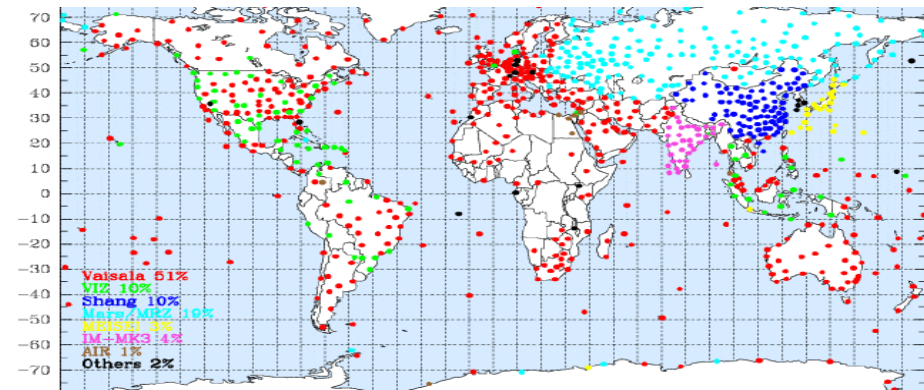 70
60
50
40
30
20
10
0
-10
-20
-30
-40
-50
-60
-70
Vaisala 51%
VIZ 10%
Shang 10%
Mars/MRZ 19%
MEISEI 3%
IM-MK3 4%
AIR 1%
Others 2%